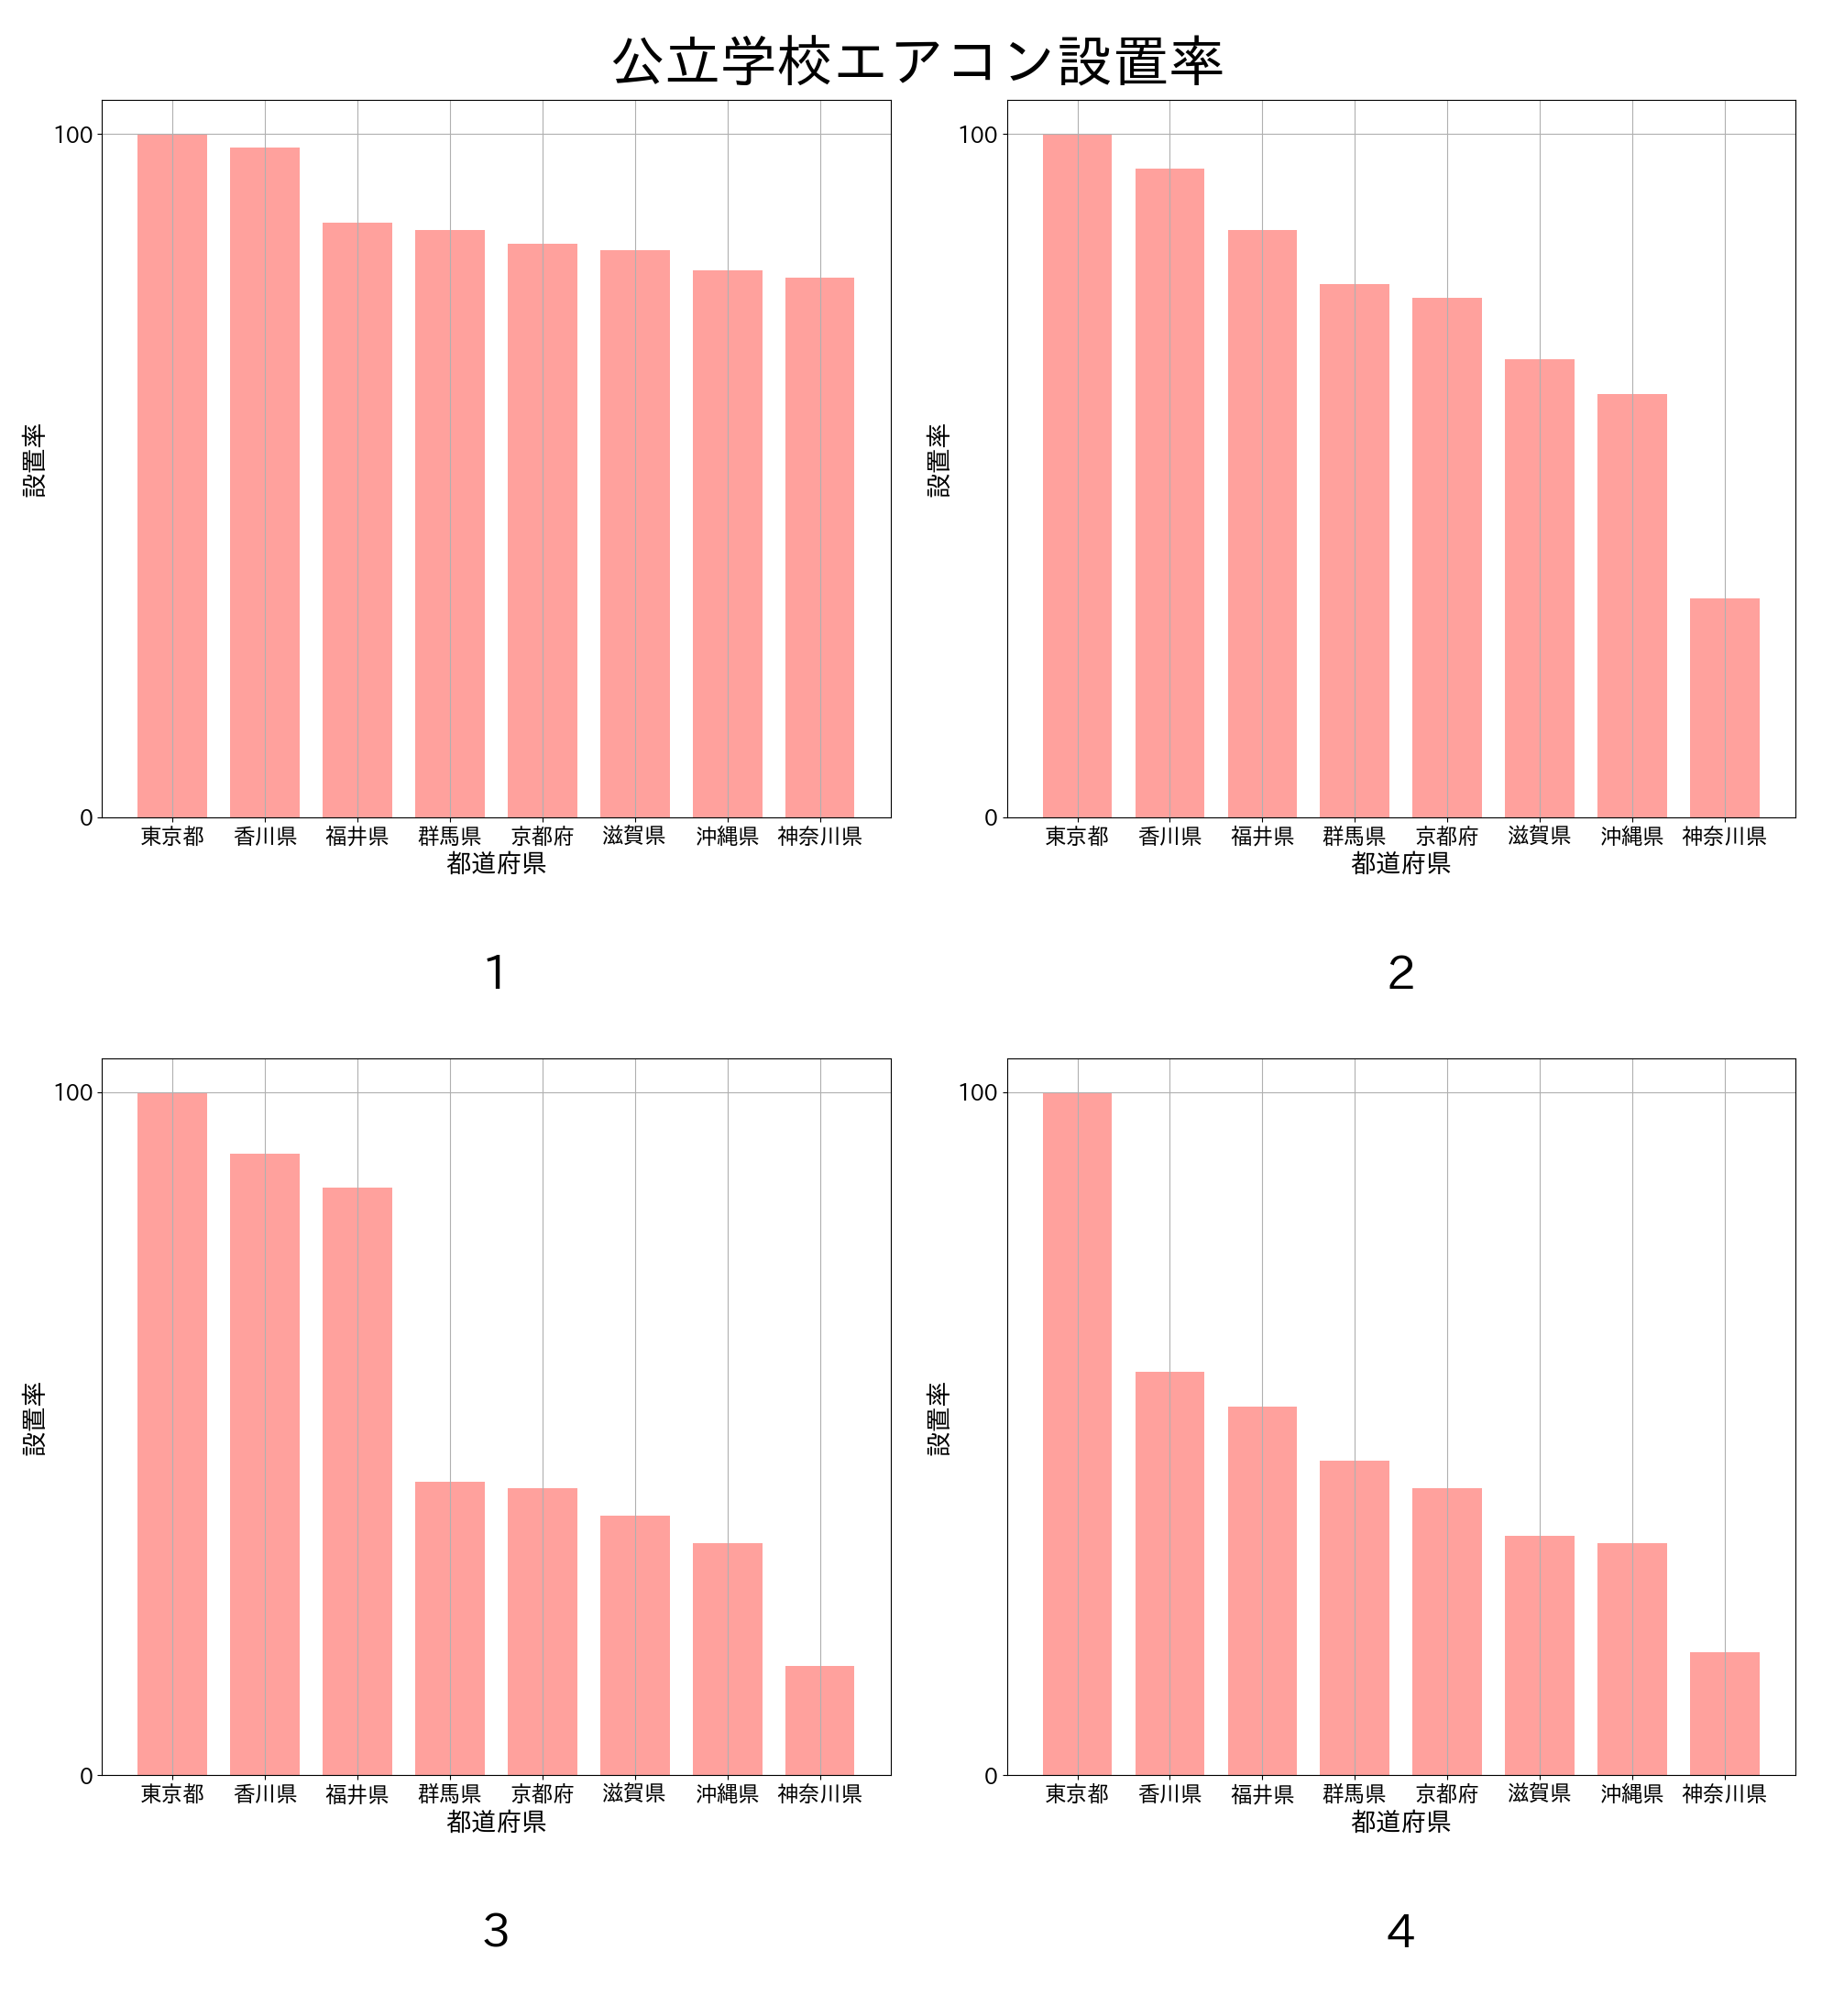 公立学校エアコン設置率
100
0
設置率
東京都 香川県 福井県 群馬県 京都府 滋賀県 沖縄県 神奈川県
都道府県
1
100
0
設置率
東京都 香川県 福井県 群馬県 京都府 滋賀県 沖縄県 神奈川県
都道府県
2
100
0
設置率
東京都 香川県 福井県 群馬県 京都府 滋賀県 沖縄県 神奈川県
都道府県
3
100
0
設置率
東京都 香川県 福井県 群馬県 京都府 滋賀県 沖縄県 神奈川県
都道府県
4